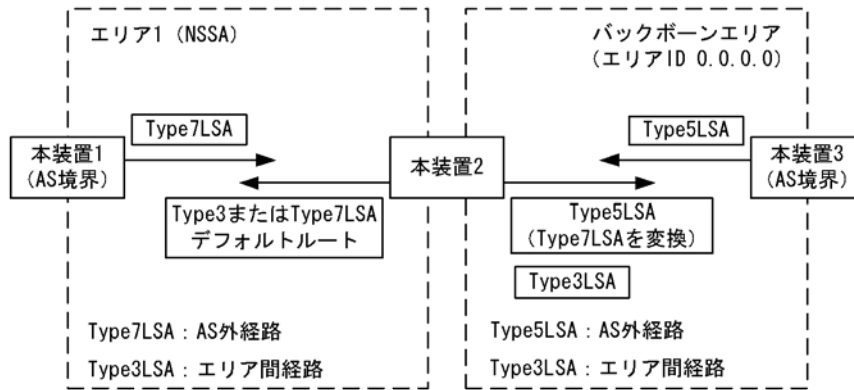 エリア1 (NSSA)
バックボーンエリア
(エリアID 0.0.0.0)
Type7LSA
Type5LSA
本装置1
(AS境界)
本装置2
本装置3
(AS境界)
Type3またはType7LSA
デフォルトルート
Type5LSA
(Type7LSAを変換)
Type3LSA
Type7LSA：AS外経路
Type3LSA：エリア間経路
Type5LSA：AS外経路
Type3LSA：エリア間経路